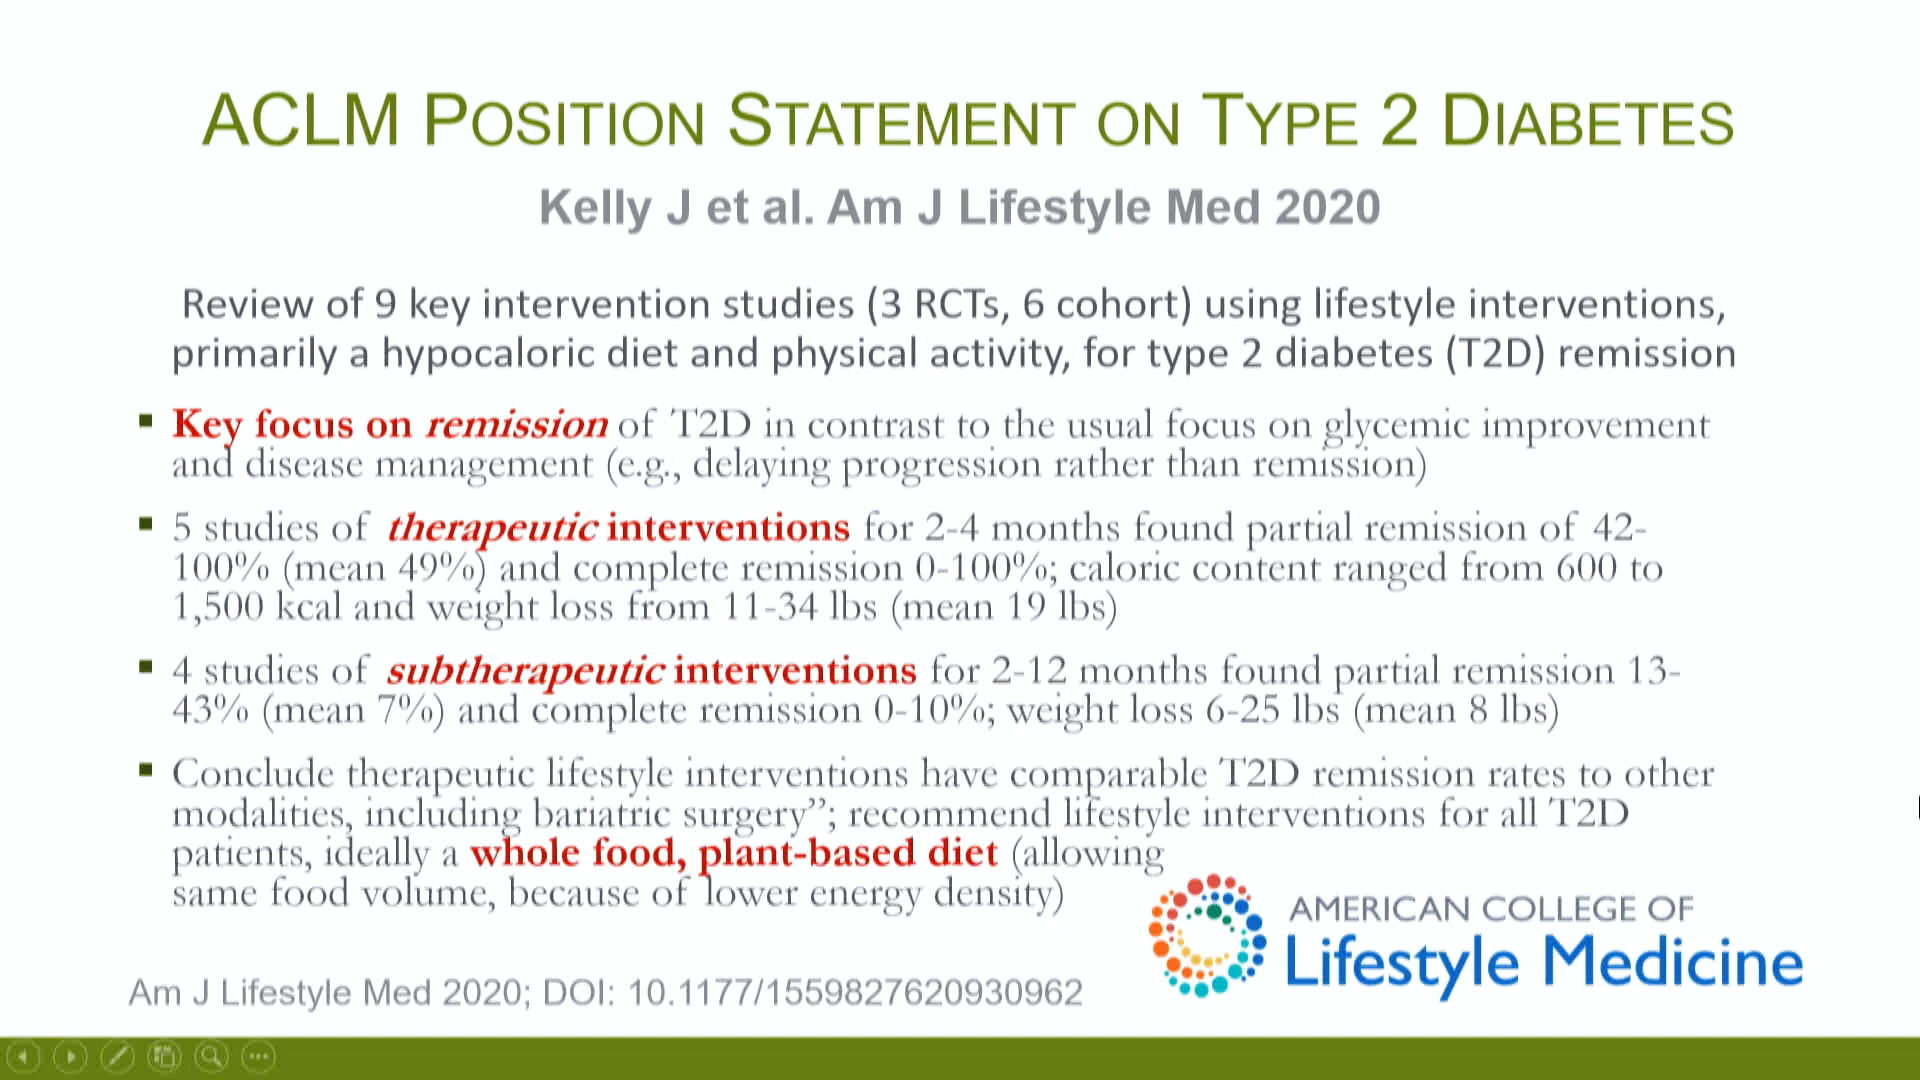 ACLM POSITION STATEMENT ON TYPE 2 DIABETES
Kelly J et al. Am J Lifestyle Med 2020
Review of 9 key intervention studies (3 RCTs, 6 cohort) using lifestyle interventions,
primarily a hypocaloric diet and physical activity, for type 2 diabetes (T2D) remission
▪ Key focus on remission of T2D in contrast to the usual focus on glycemic improvement
and disease management (e.g., delaying progression rather than remission)
▪ 5 studies of therapeutic interventions for 2-4 months found partial remission of 42-
100% (mean 49%) and complete remission 0-100%; caloric content ranged from 600 to
1,500 kcal and weight loss from 11-34 lbs (mean 19 lbs)
▪ 4 studies of subtherapeutic interventions for 2-12 months found partial remission 13-
43% (mean 7%) and complete remission 0-10%; weight loss 6-25 lbs (mean 8 lbs)
▪ Conclude therapeutic lifestyle interventions have comparable T2D remission rates to other
modalities, including bariatric surgery”; recommend lifestyle interventions for all T2D
patients, ideally a whole food, plant-based diet (allowing
same food volume, because of lower energy density)
AMERICAN COLLEGE OF
Lifestyle Medicine
Am J Lifestyle Med 2020; DOI: 10.1177/1559827620930962